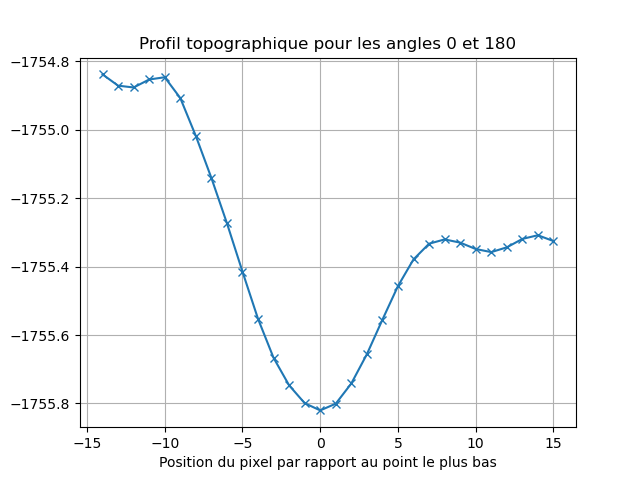 Profil topographique pour les angles 0 et 180
−1754.8
−1755.0
−1755.2
−1755.4
−1755.6
−1755.8
−15 −10 −5 0 5 10 15
Position du pixel par rapport au point le plus bas